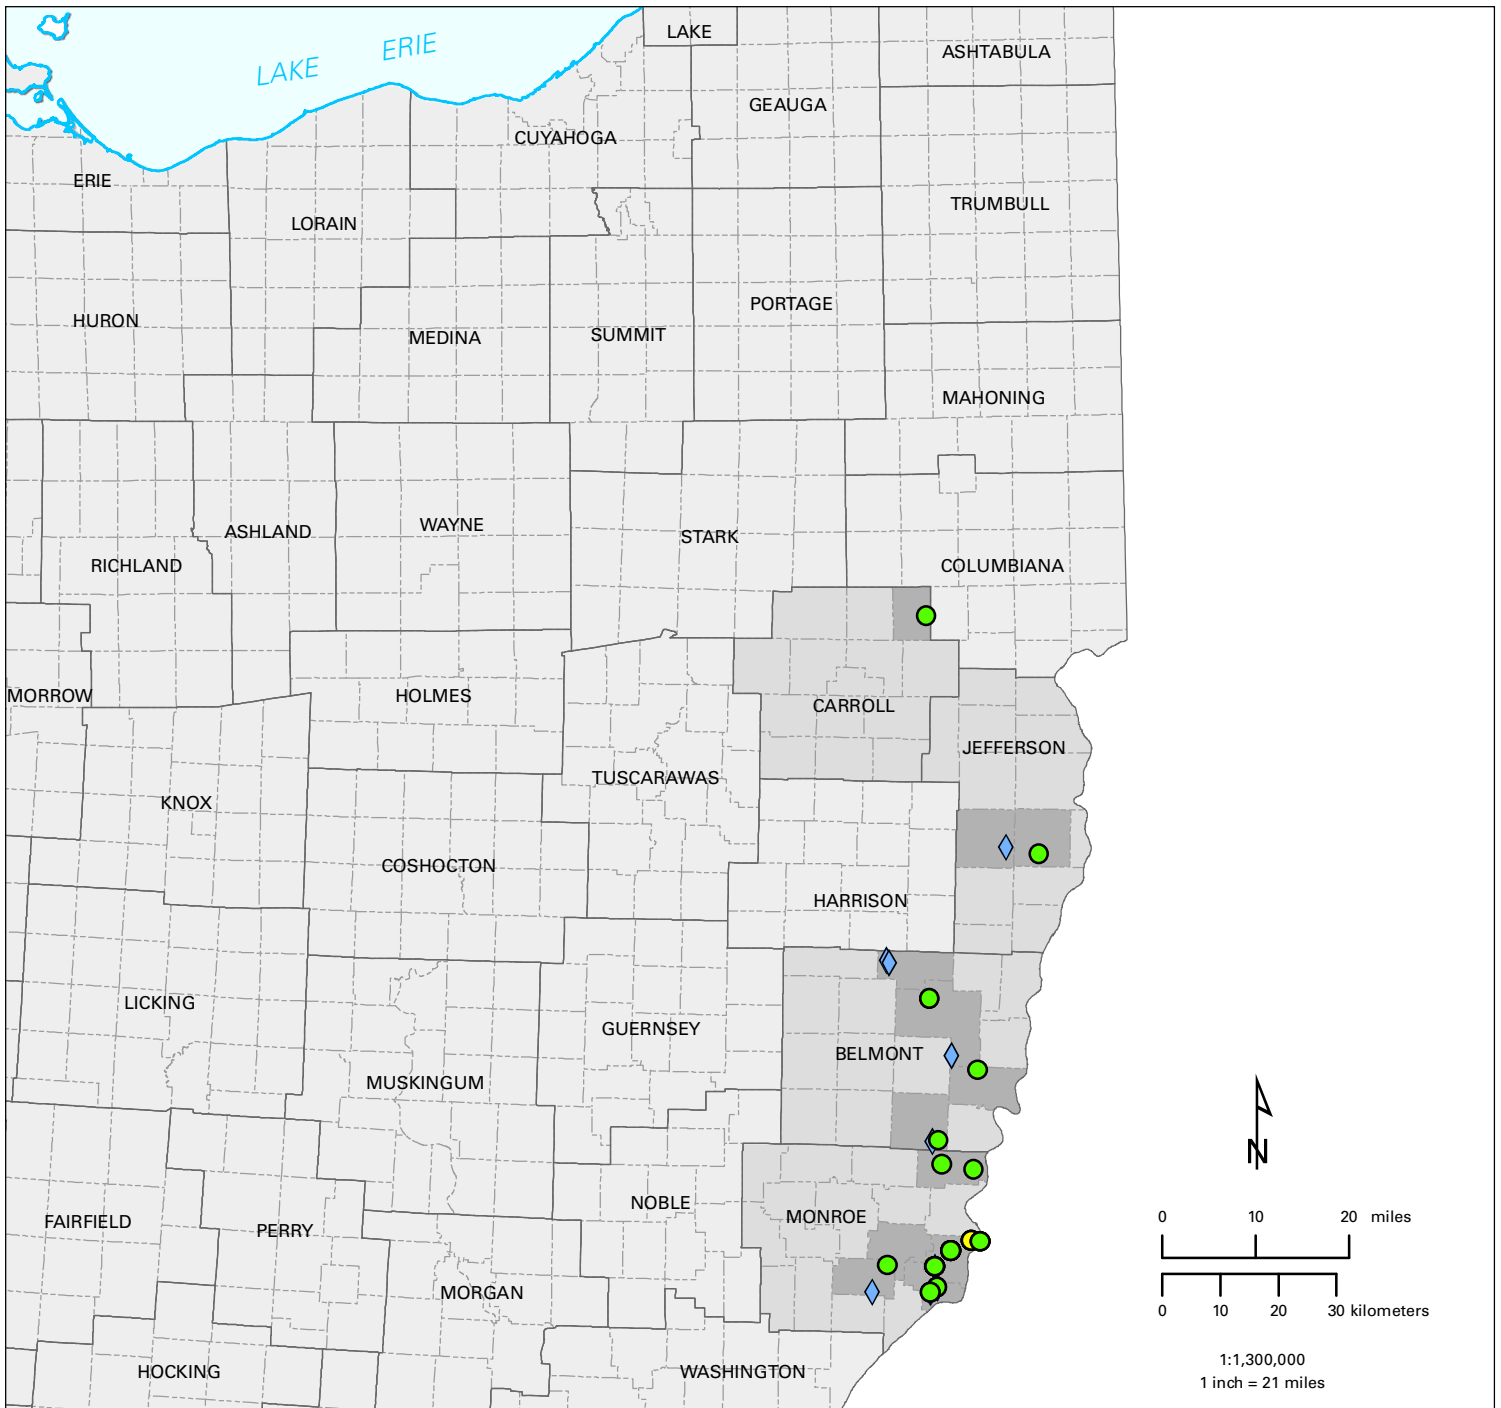 LAKE
ASHTABULA
LAKE ERIE
GEAUGA
CUYAHOGA
ERIE
TRUMBULL
LORAIN
PORTAGE
HURON
SUMMIT
MEDINA
MAHONING
WAYNE
ASHLAND
STARK
RICHLAND
COLUMBIANA
MORROW
HOLMES
CARROLL
JEFFERSON
TUSCARAWAS
KNOX
COSHOCTON
HARRISON
LICKING
GUERNSEY
BELMONT
MUSKINGUM
NOBLE
MONROE
FAIRFIELD
PERRY
MORGAN
HOCKING
WASHINGTON
N
0 10 20 miles
0 10 20 30 kilometers
1:1,300,000
1 inch = 21 miles